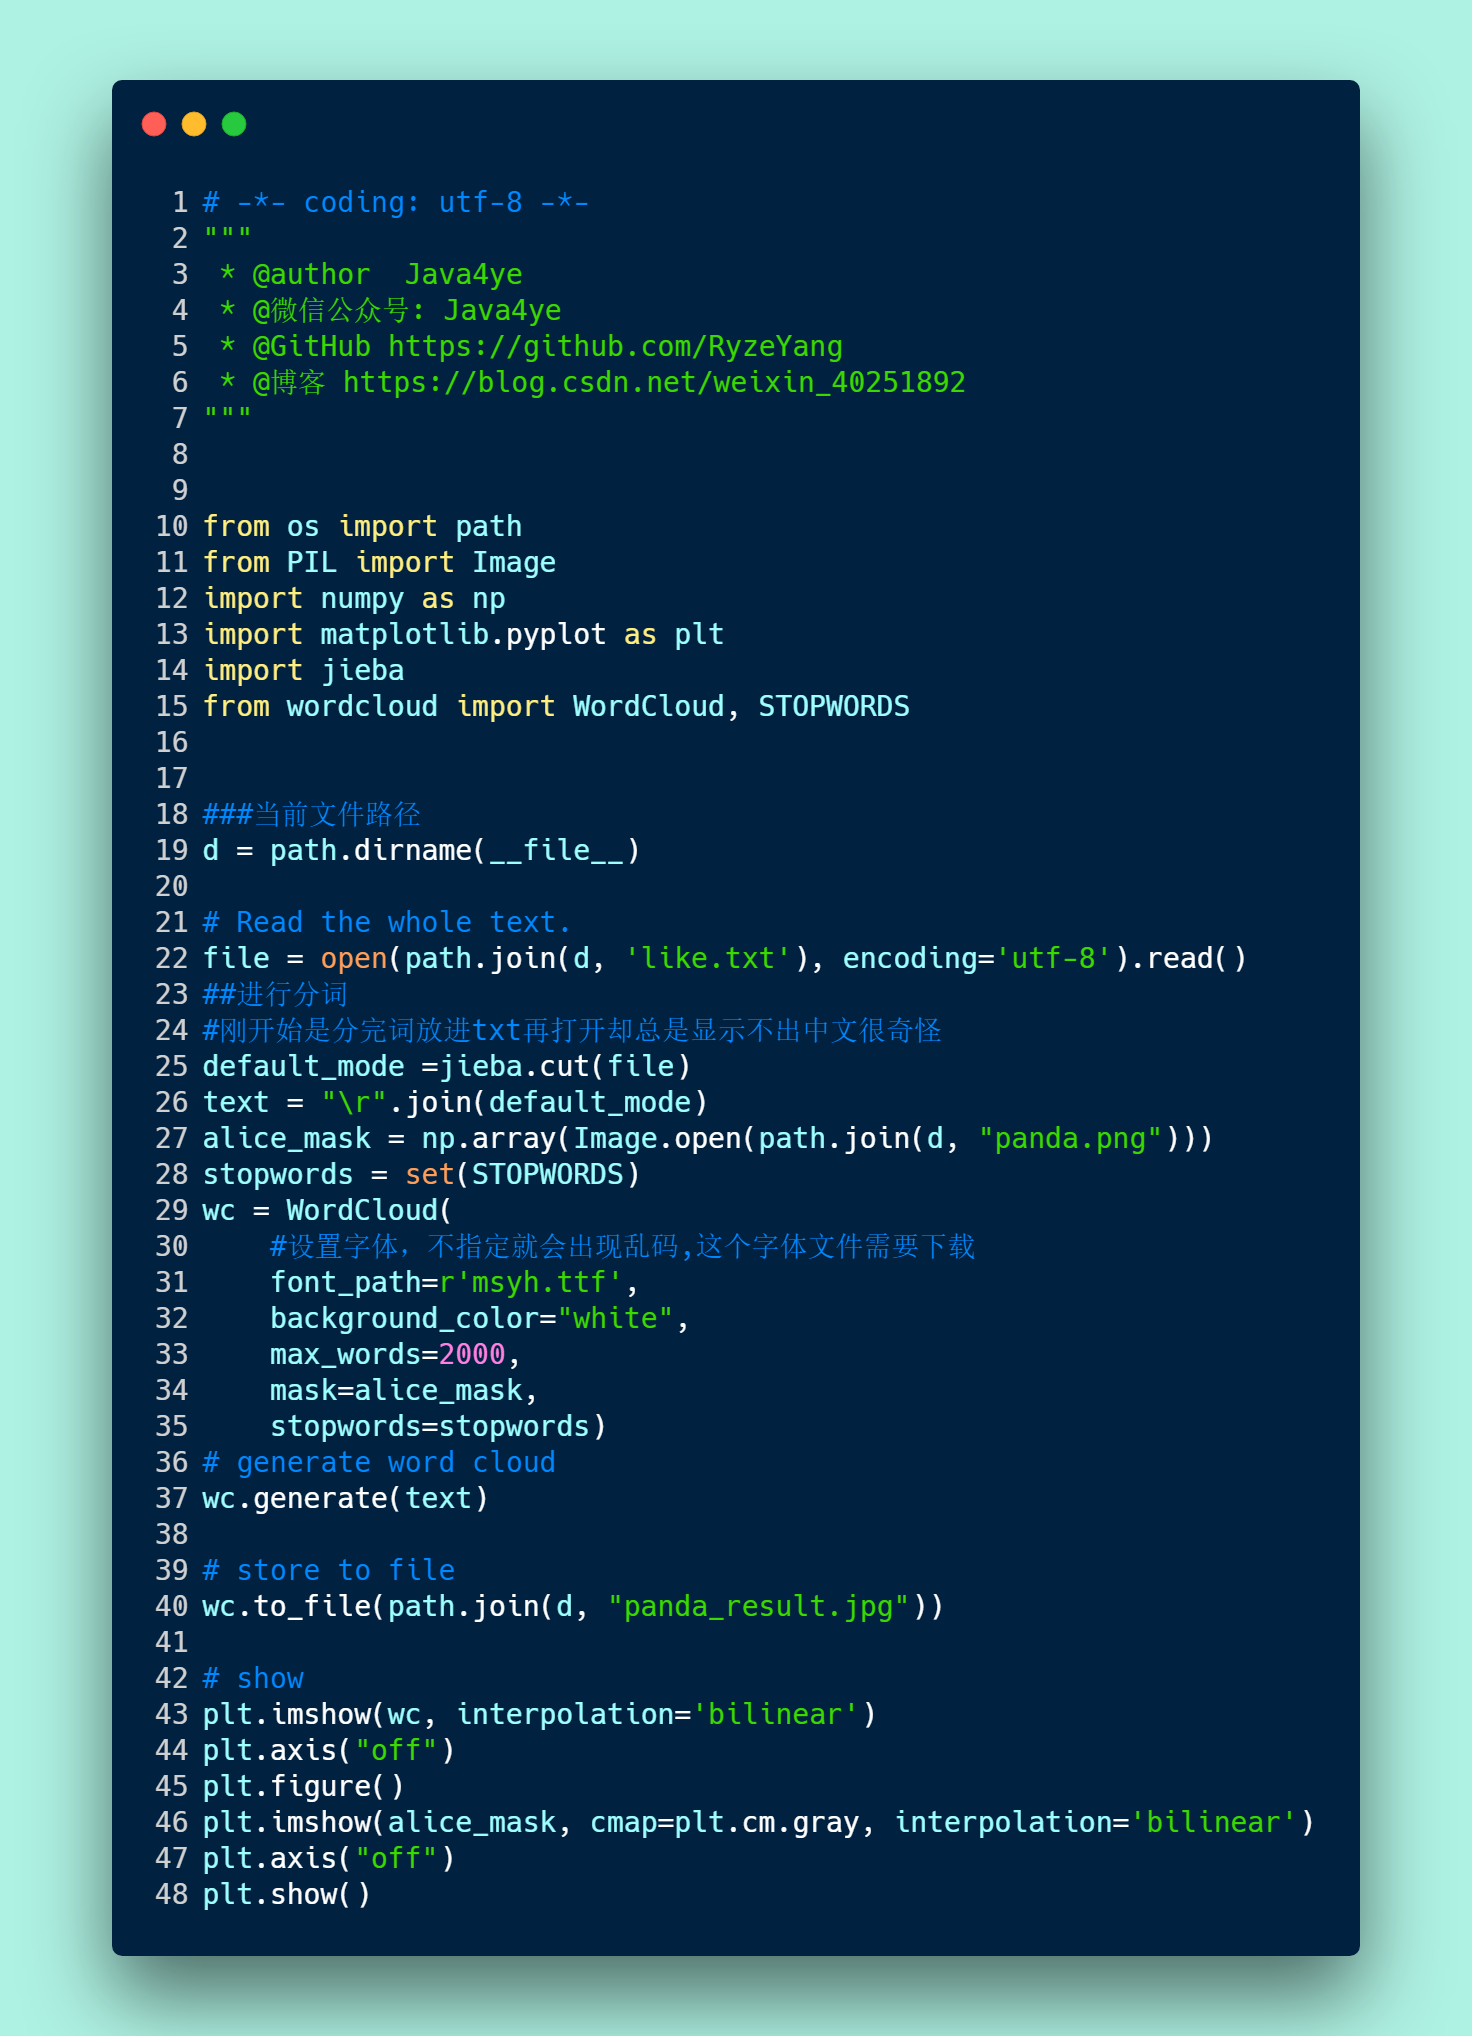 1 # -*- coding: utf-8 -*-
2 """
3  * @author  Java4ye
4  * @微信公众号: Java4ye
5  * @GitHub https://github.com/RyzeYang
6  * @博客 https://blog.csdn.net/weixin_40251892
7 """
8
9
10 from os import path
11 from PIL import Image
12 import numpy as np
13 import matplotlib.pyplot as plt
14 import jieba
15 from wordcloud import WordCloud, STOPWORDS
16
17
18 ###当前文件路径
19 d = path.dirname(__file__)
20
21 # Read the whole text.
22 file = open(path.join(d, 'like.txt'), encoding='utf-8').read()
23 ##进行分词
24 #刚开始是分完词放进txt再打开却总是显示不出中文很奇怪
25 default_mode =jieba.cut(file)
26 text = "\r".join(default_mode)
27 alice_mask = np.array(Image.open(path.join(d, "panda.png")))
28 stopwords = set(STOPWORDS)
29 wc = WordCloud(
30     #设置字体，不指定就会出现乱码,这个字体文件需要下载
31     font_path=r'msyh.ttf',
32     background_color="white",
33     max_words=2000,
34     mask=alice_mask,
35     stopwords=stopwords)
36 # generate word cloud
37 wc.generate(text)
38
39 # store to file
40 wc.to_file(path.join(d, "panda_result.jpg"))
41
42 # show
43 plt.imshow(wc, interpolation='bilinear')
44 plt.axis("off")
45 plt.figure()
46 plt.imshow(alice_mask, cmap=plt.cm.gray, interpolation='bilinear')
47 plt.axis("off")
48 plt.show()